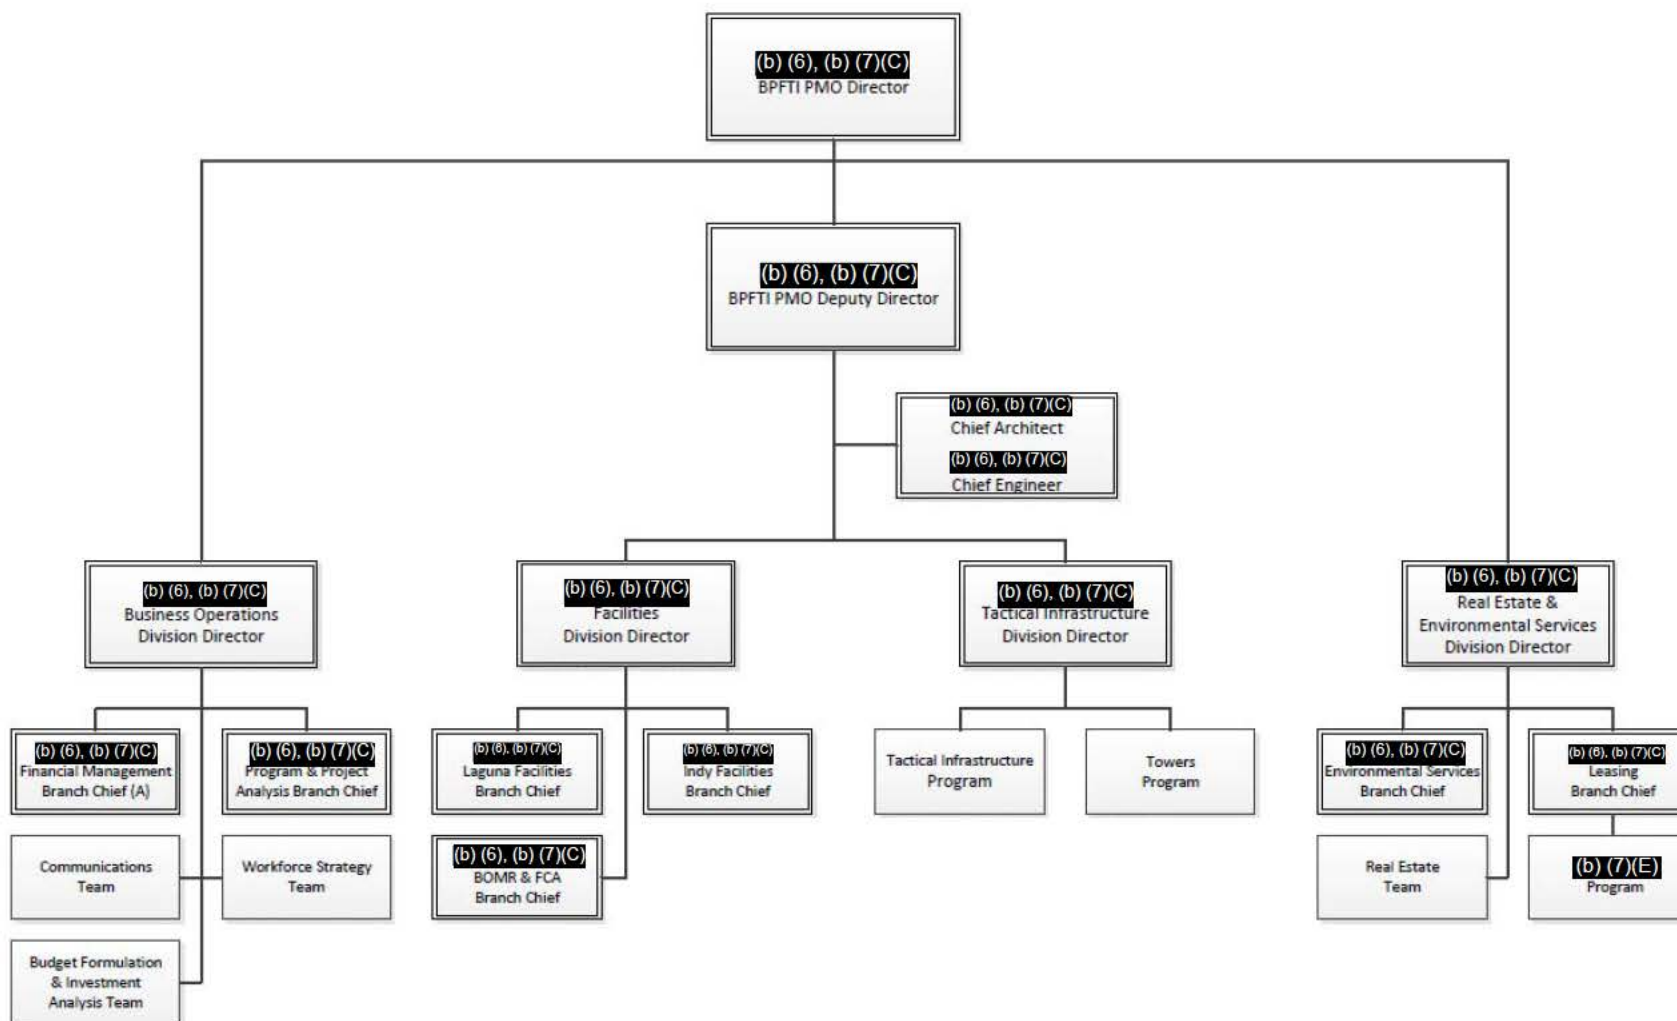 (b) (6), (b) (7)(C)
BPFTI PMO Director
(b) (6), (b) (7)(C)
BPFTI PMO Deputy Director
(b) (6), (b) (7)(C)
Chief Architect
(b) (6), (b) (7)(C)
Chief Engineer
(b) (6), (b) (7)(C)
Business Operations
Division Director
(b) (6), (b) (7)(C)
Facilities
Division Director
(b) (6), (b) (7)(C)
Tactical Infrastructure
Division Director
(b) (6), (b) (7)(C)
Real Estate &
Environmental Services
Division Director
(b) (6), (b) (7)(C)
Financial Management
Branch Chief (A)
(b) (6), (b) (7)(C)
Program & Project
Analysis Branch Chief
(b) (6), (b) (7)(C)
Laguna Facilities
Branch Chief
(b) (6), (b) (7)(C)
Indy Facilities
Branch Chief
Tactical Infrastructure
Program
Towers
Program
(b) (6), (b) (7)(C)
Environmental Services
Branch Chief
(b) (6), (b) (7)(C)
Leasing
Branch Chief
Communications
Team
Workforce Strategy
Team
(b) (6), (b) (7)(C)
BOMR & FCA
Branch Chief
Real Estate
Team
(b) (7)(E)
Program
Budget Formulation
& Investment
Analysis Team